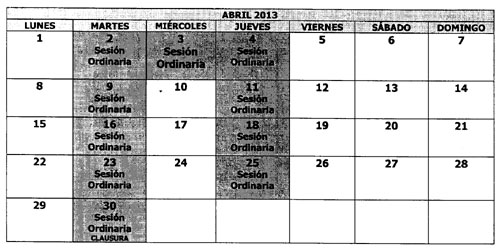 ABRIL 2013
LUNES MARTES MIÉRCOLES JUEVES VIERNES SÁBADO DOMINGO
1 2 3 4 5 6 7
Sesión Sesión Sesión
Ordinaria Ordinaria Ordinaria
8 9 10 11 12 13 14
Sesión Sesión
Ordinaria Ordinaria
15 16 17 18 19 20 21
Sesión Sesión
Ordinaria Ordinaria
22 23 24 25 26 27 28
Sesión Sesión
Ordinaria Ordinaria
29 30
Sesión
Ordinaria
CLAUSURA